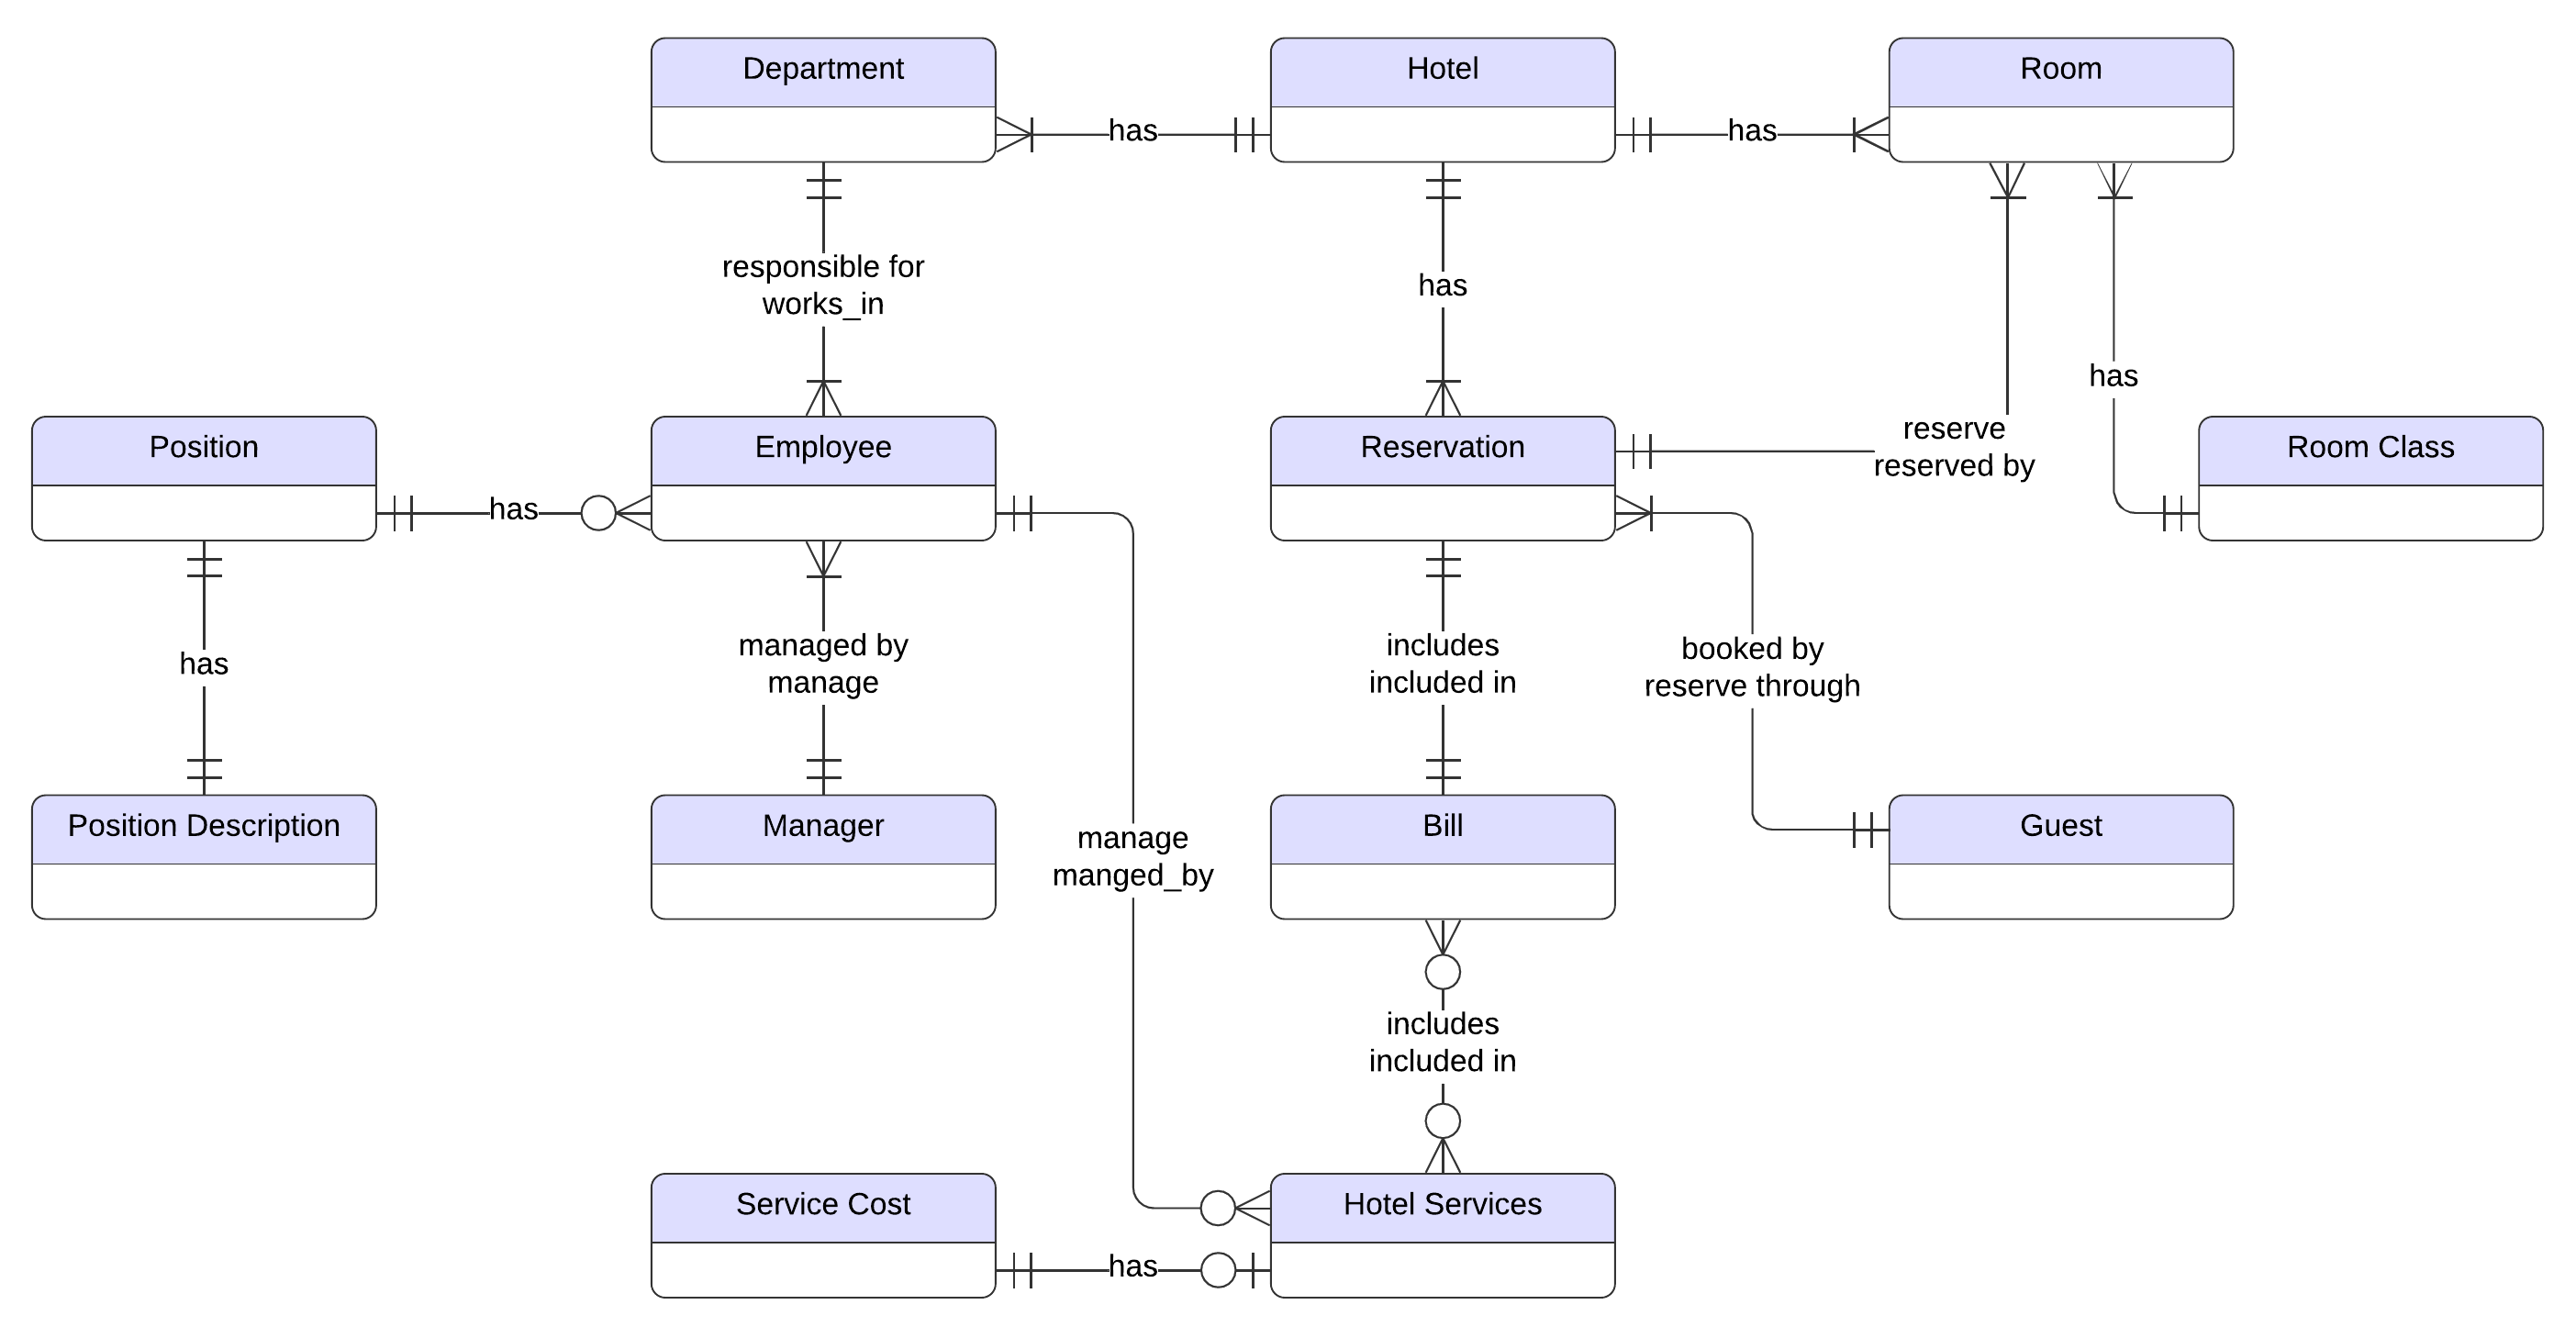 Department
Hotel
Room
has
has
responsible for
works_in
has
has
reserve
reserved by
Position
Employee
Reservation
Room Class
has
has
managed by
manage
includes
included in
booked by
reserve through
Position Description
Manager
manage
manged_by
Bill
Guest
includes
included in
Service Cost
Hotel Services
has